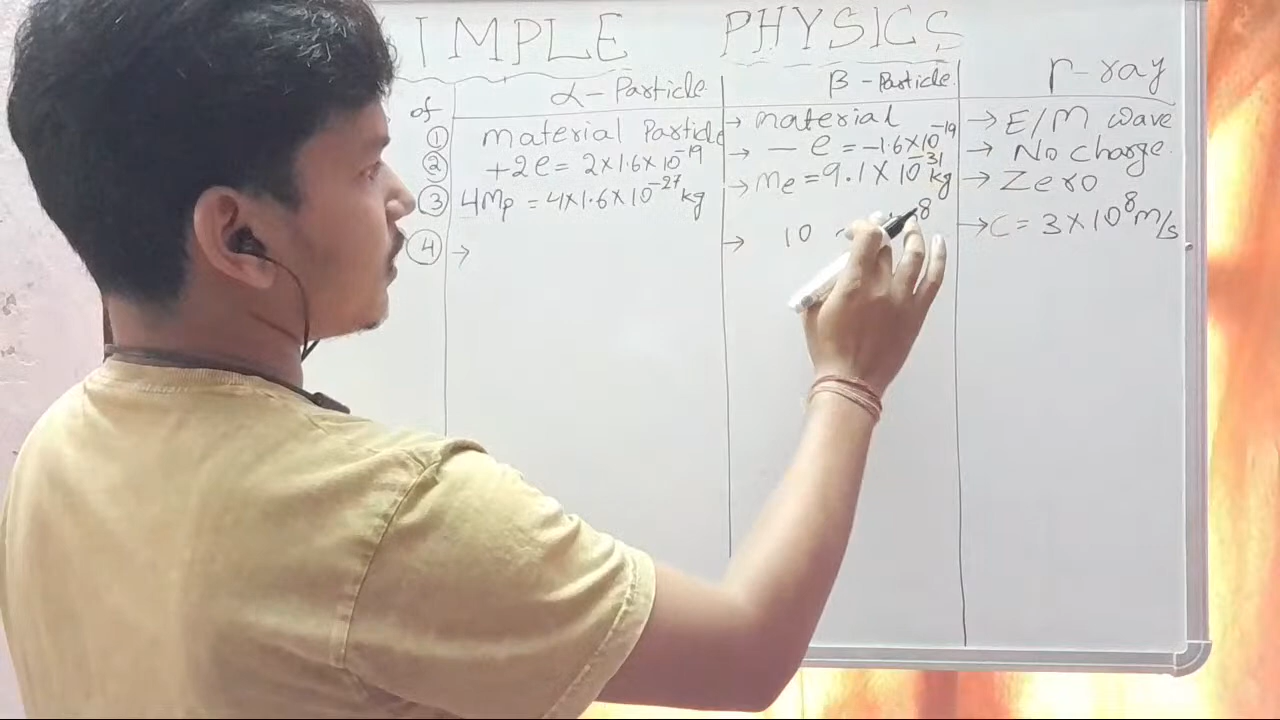 IMPLE PHYSICS
of α-Particle β-Particle r-ray
① material Particle → material → E/M wave
② +2e = 2×1.6×10⁻¹⁹ → -e = -1.6×10⁻¹⁹ → No charge
③ 4Mp = 4×1.6×10⁻²⁷ kg → me = 9.1×10⁻³¹ kg → Zero
④ → → 10 8 → C = 3×10⁸ m/s